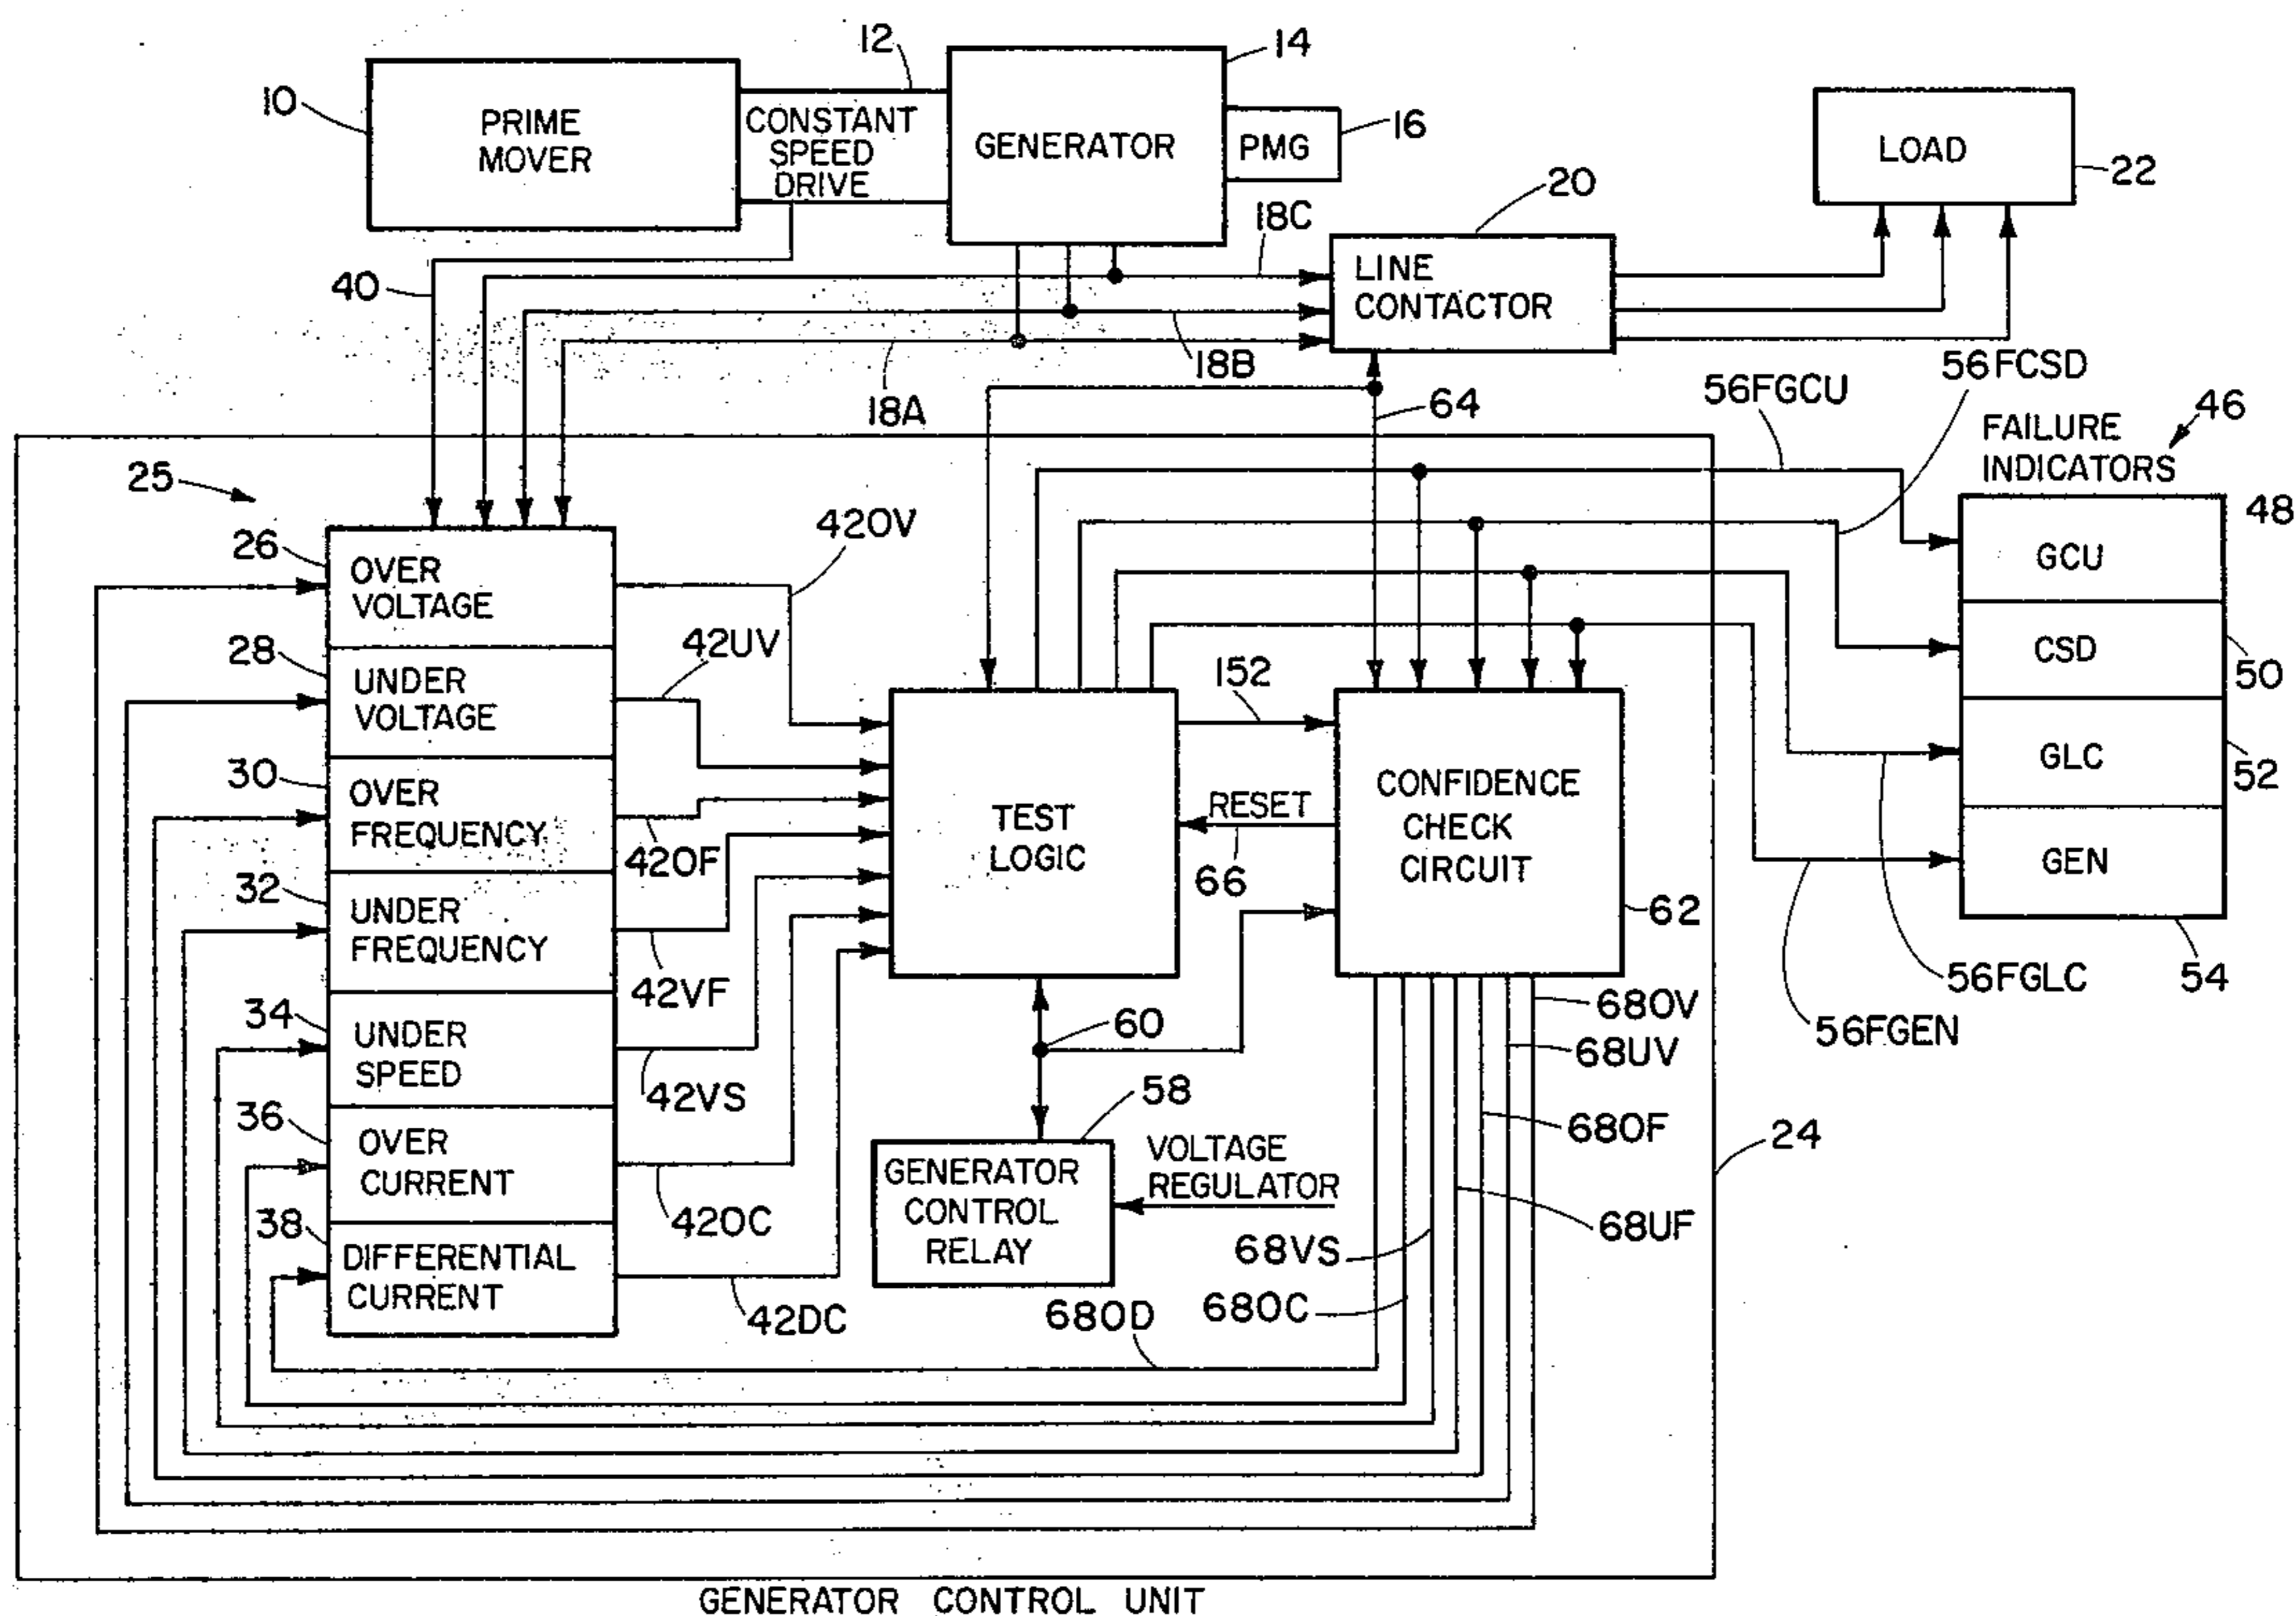 12
14
10
PRIME
MOVER
CONSTANT
SPEED
DRIVE
GENERATOR
PMG
16
LOAD
22
20
18C
LINE
CONTACTOR
40
18B
18A
64
56FCSD
56FGCU
46
FAILURE
INDICATORS
48
25
26
OVER
VOLTAGE
42OV
GCU
28
UNDER
VOLTAGE
42UV
152
CSD
50
30
OVER
FREQUENCY
42OF
TEST
LOGIC
RESET
66
CONFIDENCE
CHECK
CIRCUIT
62
GLC
52
32
UNDER
FREQUENCY
42VF
GEN
54
56FGLC
56FGEN
34
UNDER
SPEED
42VS
60
68OV
68UV
36
OVER
CURRENT
42OC
58
GENERATOR
CONTROL
RELAY
VOLTAGE
REGULATOR
68OF
24
68UF
38
DIFFERENTIAL
CURRENT
42DC
68VS
68OC
68OD
GENERATOR CONTROL UNIT